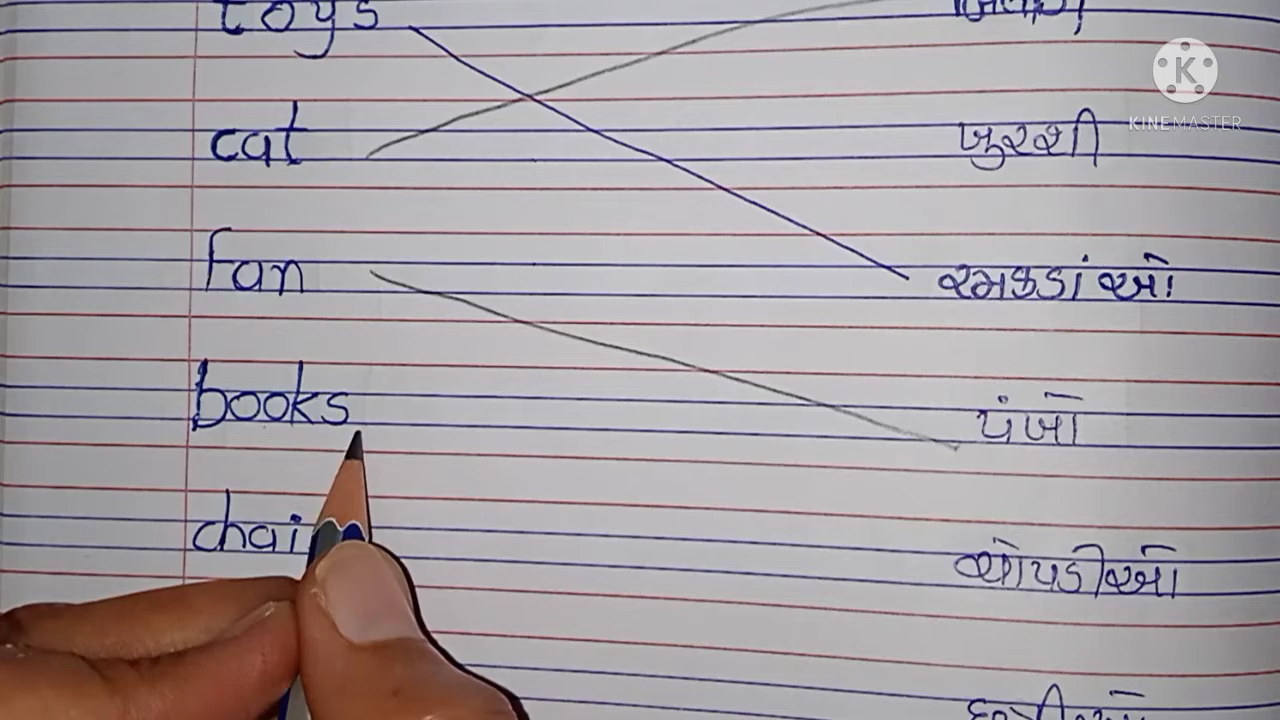 toys
cat
ખુરશી
fan
રમકડાંઓ
books
પંખો
chai
ચોપડીઓ
K
KINEMASTER